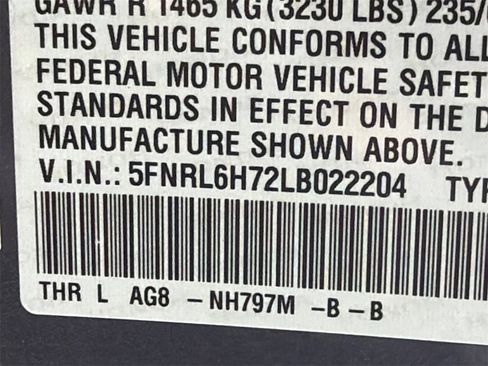 GAWR R 1465 KG (3230 LBS) 235/
THIS VEHICLE CONFORMS TO ALL
FEDERAL MOTOR VEHICLE SAFET
STANDARDS IN EFFECT ON THE D
MANUFACTURE SHOWN ABOVE.
V.I.N.: 5FNRL6H72LB022204 TYP
THR L AG8 - NH797M - B - B